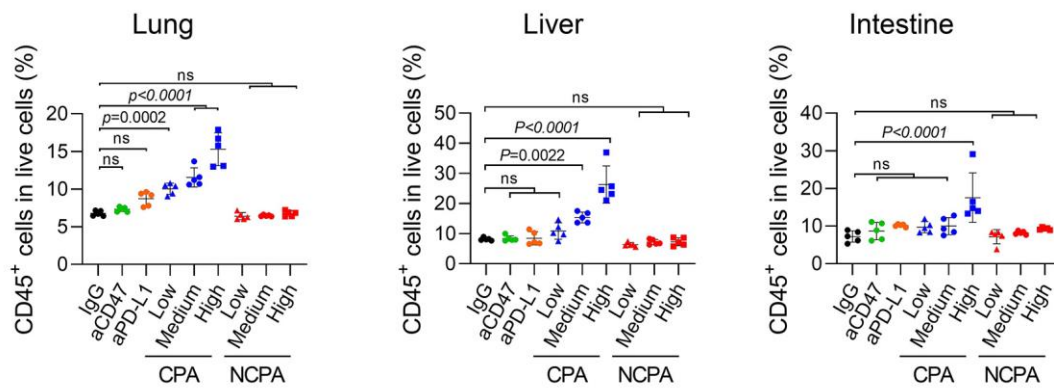 Lung
CD45+ cells in live cells (%)
20
15
10
5
0
ns
p<0.0001
p=0.0002
ns
ns
IgG
aCD47
aPD-L1
Low
Medium
High
Low
Medium
High
CPA
NCPA
Liver
CD45+ cells in live cells (%)
50
40
30
20
10
0
ns
P<0.0001
P=0.0022
ns
IgG
aCD47
aPD-L1
Low
Medium
High
Low
Medium
High
CPA
NCPA
Intestine
CD45+ cells in live cells (%)
40
30
20
10
0
ns
P<0.0001
ns
IgG
aCD47
aPD-L1
Low
Medium
High
Low
Medium
High
CPA
NCPA